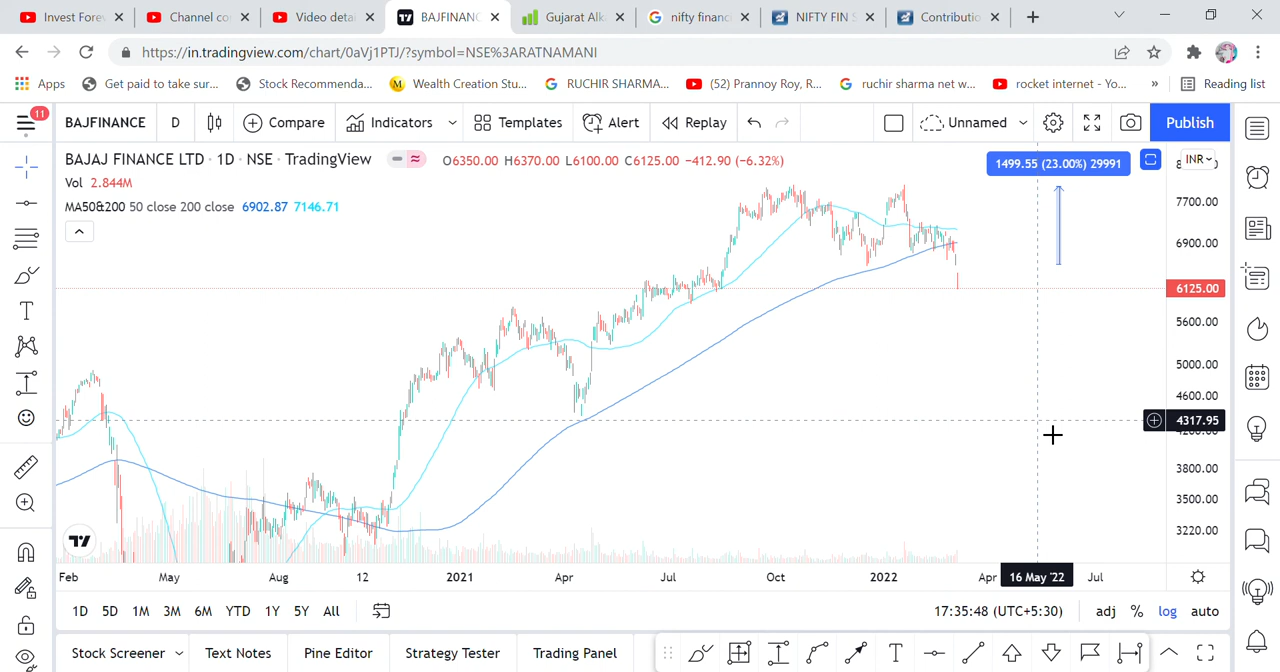 Invest Fore
Channel co
Video detai
BAJFINANC
Gujarat Alk
nifty financi
NIFTY FIN S
Contributio
https://in.tradingview.com/chart/0aVj1PTJ/?symbol=NSE%3ARATNAMANI
Apps
Get paid to take sur...
Stock Recommenda...
Wealth Creation Stu...
RUCHIR SHARMA...
(52) Prannoy Roy, R...
ruchir sharma net w...
rocket internet - Yo...
»
Reading list
11
BAJFINANCE
D
Compare
Indicators
Templates
Alert
Replay
Unnamed
Publish
BAJAJ FINANCE LTD · 1D · NSE · TradingView
O6350.00 H6370.00 L6100.00 C6125.00 −412.90 (−6.32%)
1499.55 (23.00%) 29991
INR
Vol 2.844M
MA50&200 50 close 200 close 6902.87 7146.71
7700.00
6900.00
6125.00
5600.00
5000.00
4600.00
4317.95
3800.00
3500.00
3220.00
Feb
May
Aug
12
2021
Apr
Jul
Oct
2022
Apr
16 May '22
Jul
1D
5D
1M
3M
6M
YTD
1Y
5Y
All
17:35:48 (UTC+5:30)
adj
%
log
auto
Stock Screener
Text Notes
Pine Editor
Strategy Tester
Trading Panel